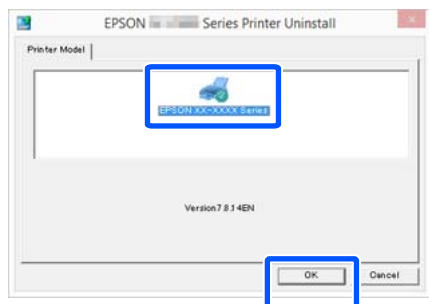 EPSON Series Printer Uninstall
Printer Model
EPSON XX-XXXX Series
Version7.8.14EN
OK
Cancel